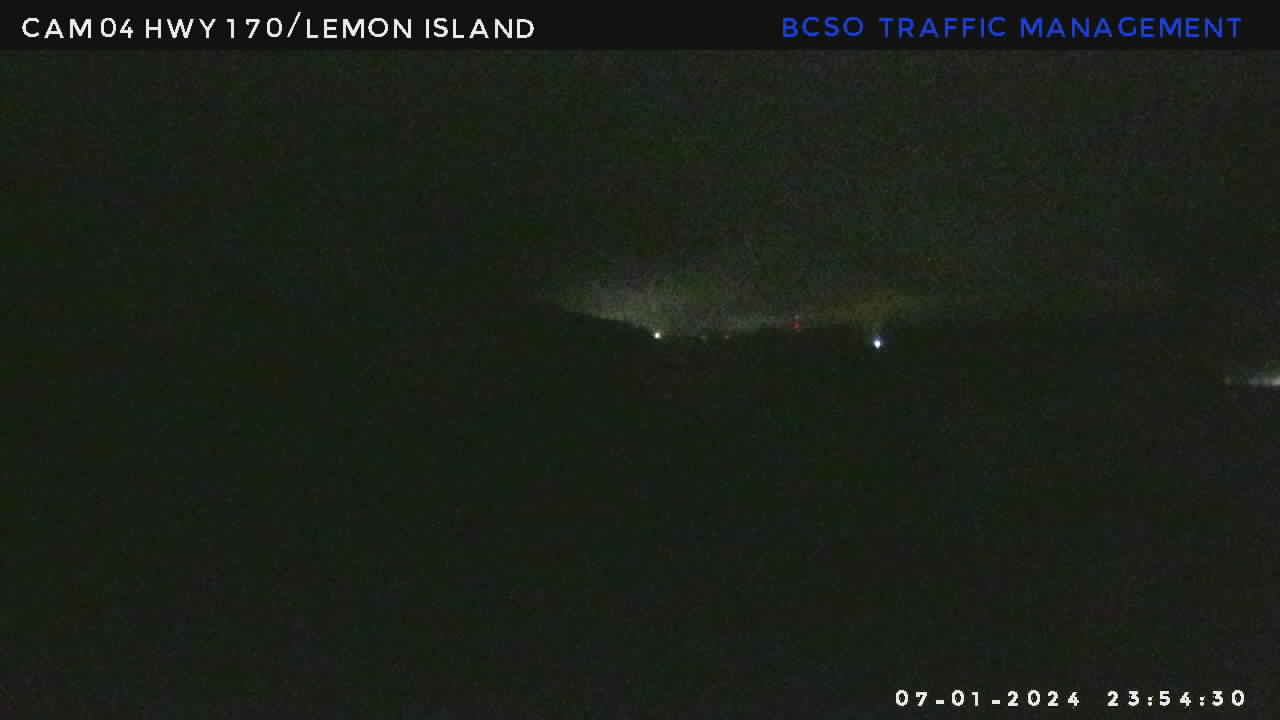 CAM04 HWY 170/LEMON ISLAND
BCSO TRAFFIC MANAGEMENT
07-01-2024 23:54:30